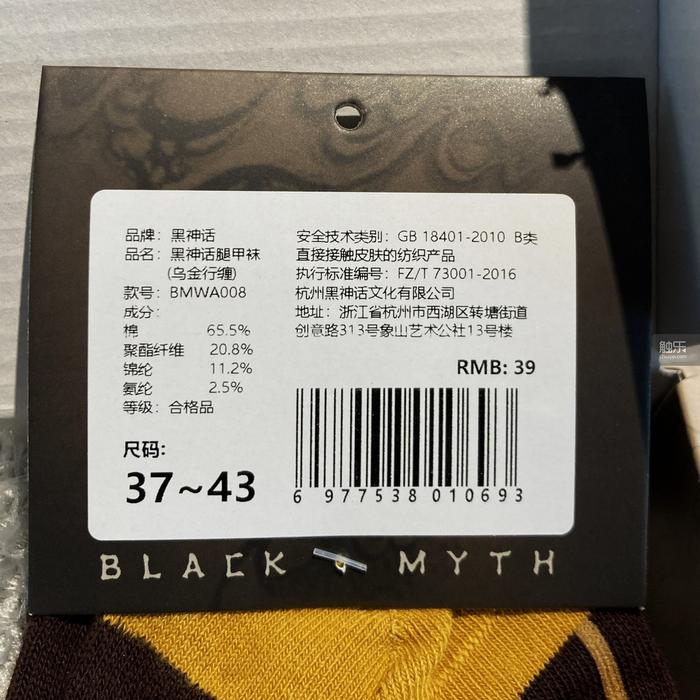 品牌：黑神话
品名：黑神话腿甲袜
(乌金行缠)
款号：BMWA008
成分：
棉 65.5%
聚酯纤维 20.8%
锦纶 11.2%
氨纶 2.5%
等级：合格品
尺码：
37~43
安全技术类别：GB 18401-2010 B类
直接接触皮肤的纺织产品
执行标准编号：FZ/T 73001-2016
杭州黑神话文化有限公司
地址：浙江省杭州市西湖区转塘街道
创意路313号象山艺术公社13号楼
RMB: 39
6 977538 010693
BLACK MYTH
触乐